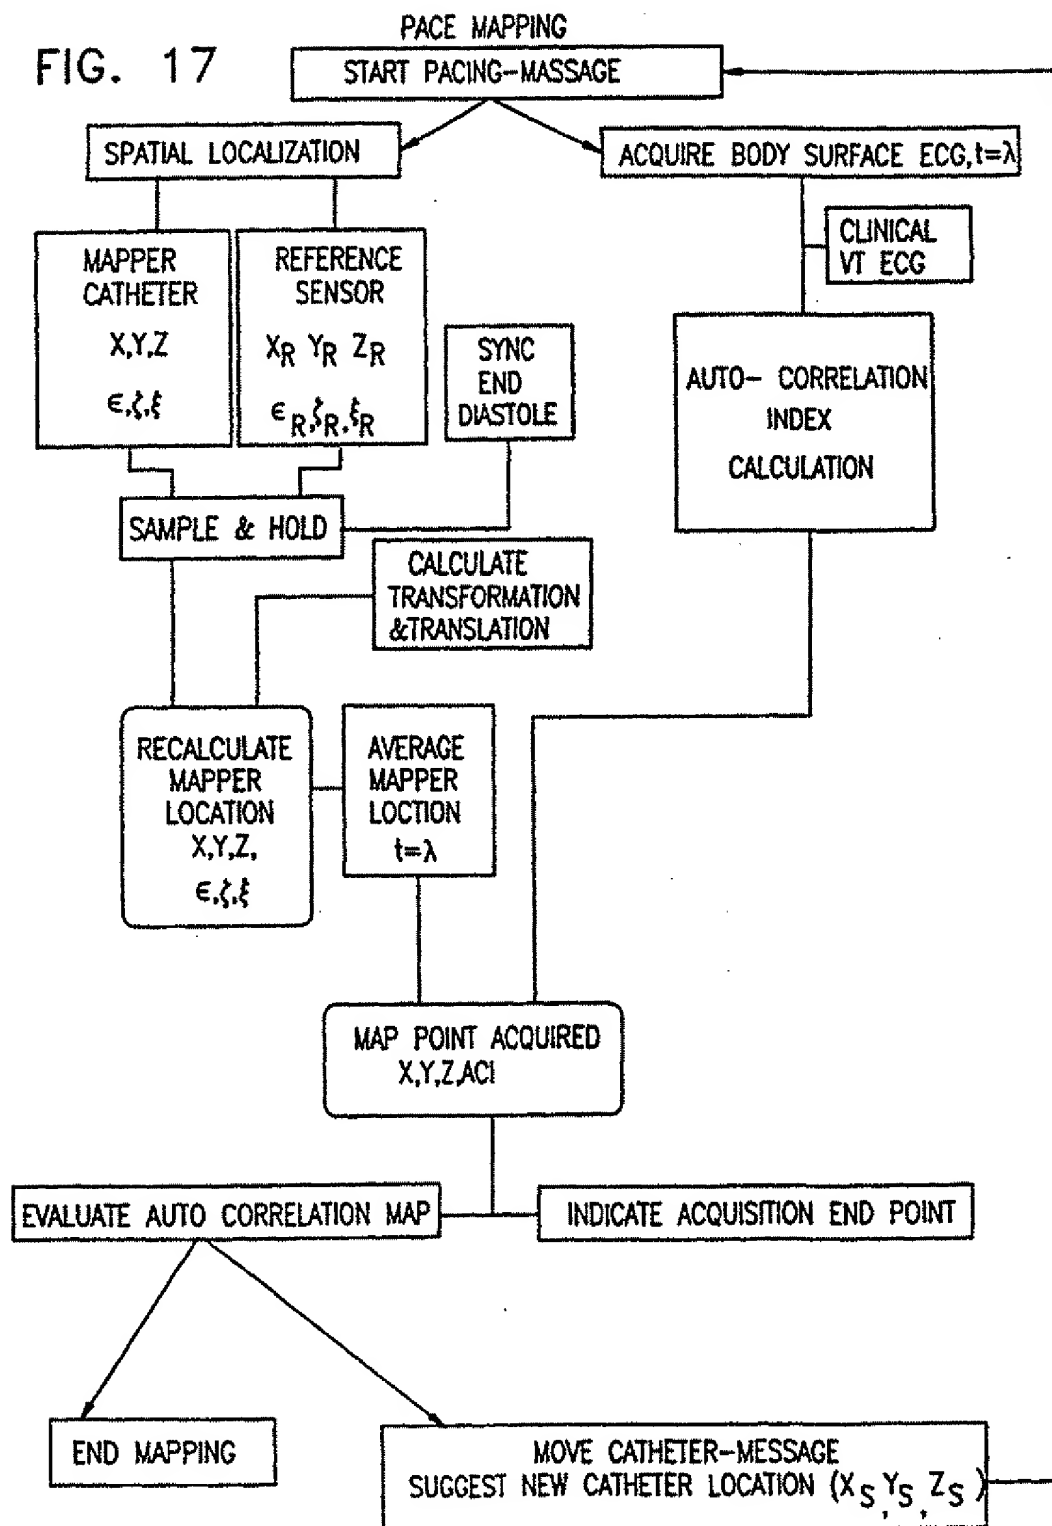 PACE MAPPING
FIG. 17
START PACING-MASSAGE
SPATIAL LOCALIZATION
ACQUIRE BODY SURFACE ECG,t=λ
MAPPER
CATHETER
X,Y,Z
ϵ,ζ,ξ
REFERENCE
SENSOR
XR YR ZR
ϵR,ζR,ξR
SYNC
END
DIASTOLE
CLINICAL
VT ECG
AUTO- CORRELATION
INDEX
CALCULATION
SAMPLE & HOLD
CALCULATE
TRANSFORMATION
&TRANSLATION
RECALCULATE
MAPPER
LOCATION
X,Y,Z,
ϵ,ζ,ξ
AVERAGE
MAPPER
LOCTION
t=λ
MAP POINT ACQUIRED
X,Y,Z,ACI
EVALUATE AUTO CORRELATION MAP
INDICATE ACQUISITION END POINT
END MAPPING
MOVE CATHETER-MESSAGE
SUGGEST NEW CATHETER LOCATION (XS,YS,ZS)